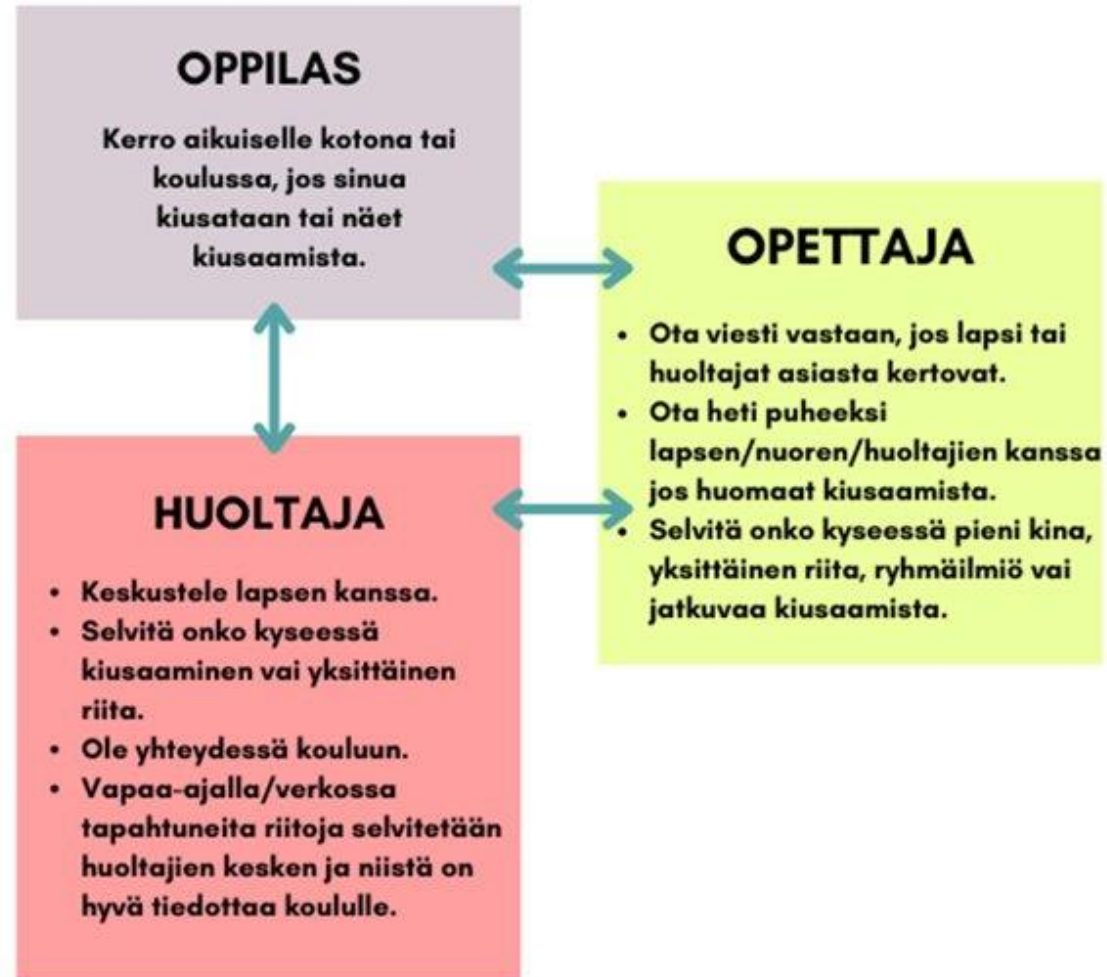 OPPILAS
Kerro aikuiselle kotona tai
koulussa, jos sinua
kiusataan tai näet
kiusaamista.
OPETTAJA
• Ota viesti vastaan, jos lapsi tai
huoltajat asiasta kertovat.
• Ota heti puheeksi
lapsen/nuoren/huoltajien kanssa
jos huomaat kiusaamista.
• Selvitä onko kyseessä pieni kina,
yksittäinen riita, ryhmäilmiö vai
jatkuvaa kiusaamista.
HUOLTAJA
• Keskustele lapsen kanssa.
• Selvitä onko kyseessä
kiusaaminen vai yksittäinen
riita.
• Ole yhteydessä kouluun.
• Vapaa-ajalla/verkossa
tapahtuneita riitoja selvitetään
huoltajien kesken ja niistä on
hyvä tiedottaa koululle.